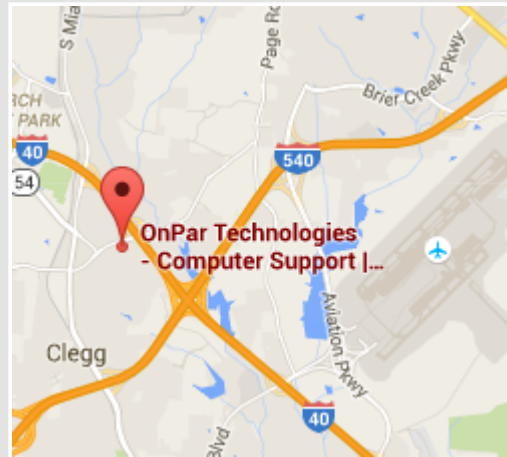 S Mia
Page Ro
Brier Creek Pkwy
RCH
PARK
40
540
54
OnPar Technologies
- Computer Support |...
Aviation Pkwy
Clegg
40
Blvd